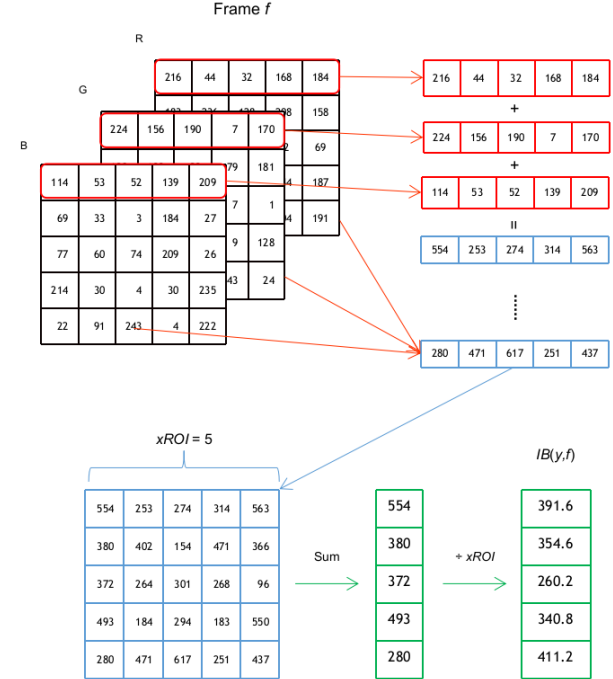 Frame f
R
216 44 32 168 184
158
G
224 156 190 7 170
69
B
79 181
187
114 53 52 139 209
7 1
191
69 33 3 184 27
9 128
77 60 74 209 26
43 24
214 30 4 30 235
22 91 243 4 222
216 44 32 168 184
+
224 156 190 7 170
+
114 53 52 139 209
=
554 253 274 314 563
280 471 617 251 437
xROI = 5
554 253 274 314 563
380 402 154 471 366
372 264 301 268 96
493 184 294 183 550
280 471 617 251 437
Sum
554
380
372
493
280
÷ xROI
IB(y,f)
391.6
354.6
260.2
340.8
411.2